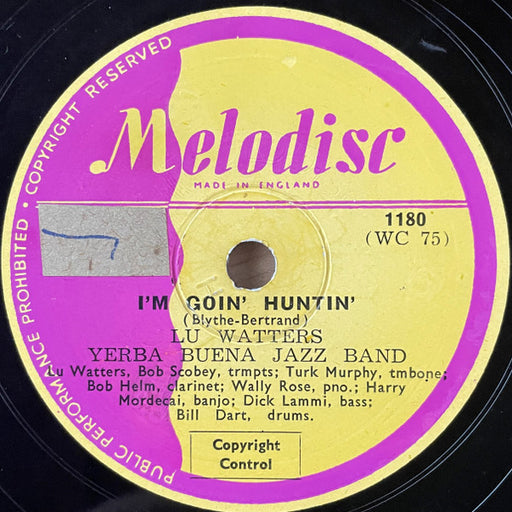 PUBLIC PERFORMANCE PROHIBITED • COPYRIGHT RESERVED
Melodisc
MADE IN ENGLAND
1180
(WC 75)
I'M GOIN' HUNTIN'
(Blythe-Bertrand)
LU WATTERS
YERBA BUENA JAZZ BAND
Lu Watters, Bob Scobey, trmpts; Turk Murphy, tmbone;
Bob Helm, clarinet; Wally Rose, pno.; Harry
Mordecai, banjo; Dick Lammi, bass;
Bill Dart, drums.
Copyright
Control